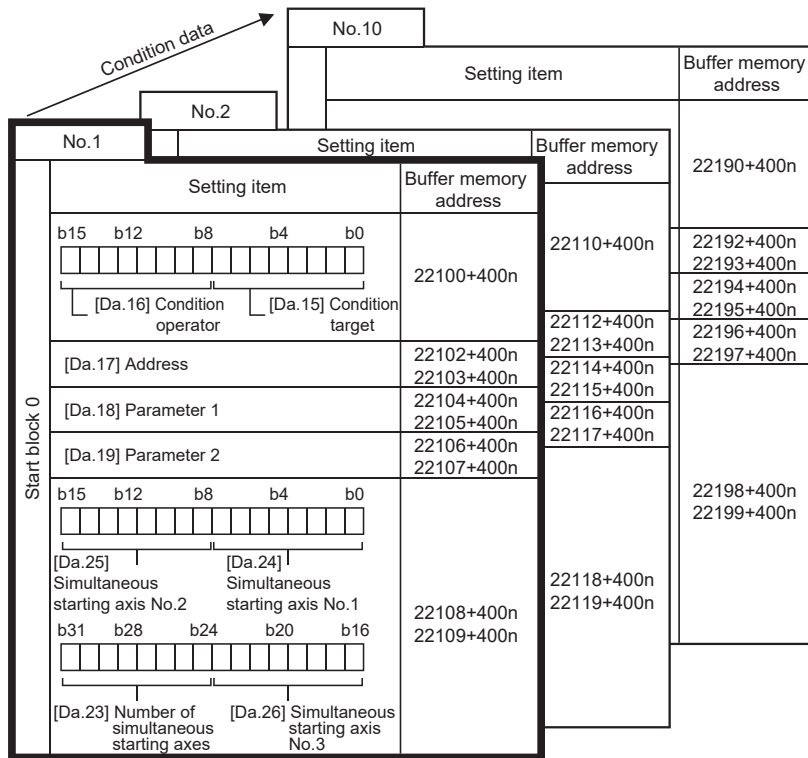 Condition data
No.10
Setting item
Buffer memory
address
22190+400n
22192+400n
22193+400n
22194+400n
22195+400n
22196+400n
22197+400n
22198+400n
22199+400n
No.2
Setting item
Buffer memory
address
22110+400n
22112+400n
22113+400n
22114+400n
22115+400n
22116+400n
22117+400n
22118+400n
22119+400n
No.1
Start block 0
Setting item
Buffer memory
address
b15 b12 b8 b4 b0
[Da.16] Condition
operator
[Da.15] Condition
target
22100+400n
[Da.17] Address
22102+400n
22103+400n
[Da.18] Parameter 1
22104+400n
22105+400n
[Da.19] Parameter 2
22106+400n
22107+400n
b15 b12 b8 b4 b0
[Da.25]
Simultaneous
starting axis No.2
[Da.24]
Simultaneous
starting axis No.1
b31 b28 b24 b20 b16
[Da.23] Number of
simultaneous
starting axes
[Da.26] Simultaneous
starting axis
No.3
22108+400n
22109+400n